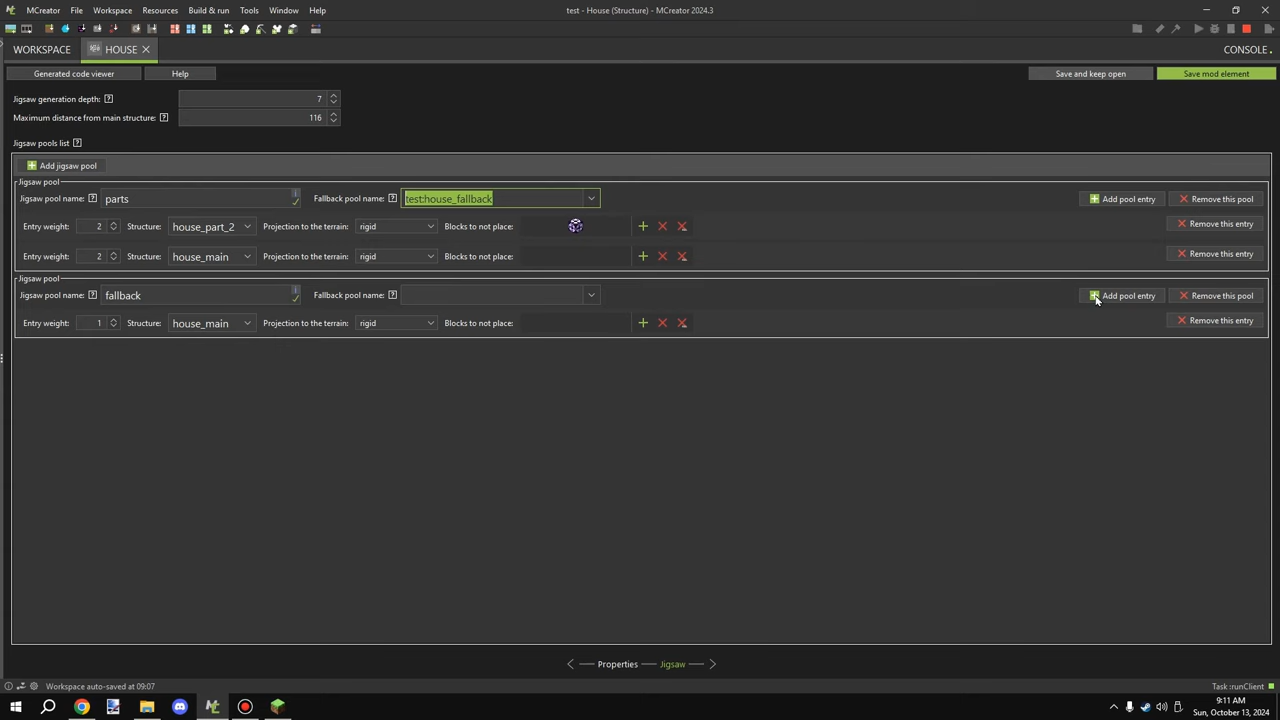 test - House (Structure) - MCreator 2024.3
MCreator File Workspace Resources Build & run Tools Window Help
WORKSPACE HOUSE CONSOLE
Generated code viewer Help Save and keep open Save mod element
Jigsaw generation depth: ? 7
Maximum distance from main structure: ? 116
Jigsaw pools list ?
Add jigsaw pool
Jigsaw pool
Jigsaw pool name: ? parts Fallback pool name: ? test:house_fallback Add pool entry Remove this pool
Entry weight: 2 Structure: house_part_2 Projection to the terrain: rigid Blocks to not place: Remove this entry
Entry weight: 2 Structure: house_main Projection to the terrain: rigid Blocks to not place: Remove this entry
Jigsaw pool
Jigsaw pool name: ? fallback Fallback pool name: ? Add pool entry Remove this pool
Entry weight: 1 Structure: house_main Projection to the terrain: rigid Blocks to not place: Remove this entry
Properties Jigsaw
Workspace auto-saved at 09:07 Task :runClient
9:11 AM
Sun, October 13, 2024